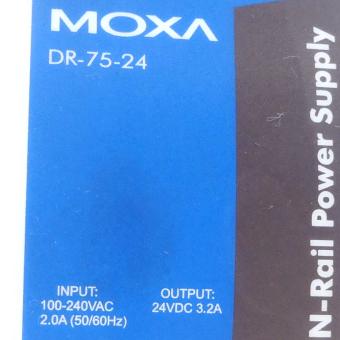 MOXA
DR-75-24
INPUT:
100-240VAC
2.0A (50/60Hz)
OUTPUT:
24VDC 3.2A
N-Rail Power Supply